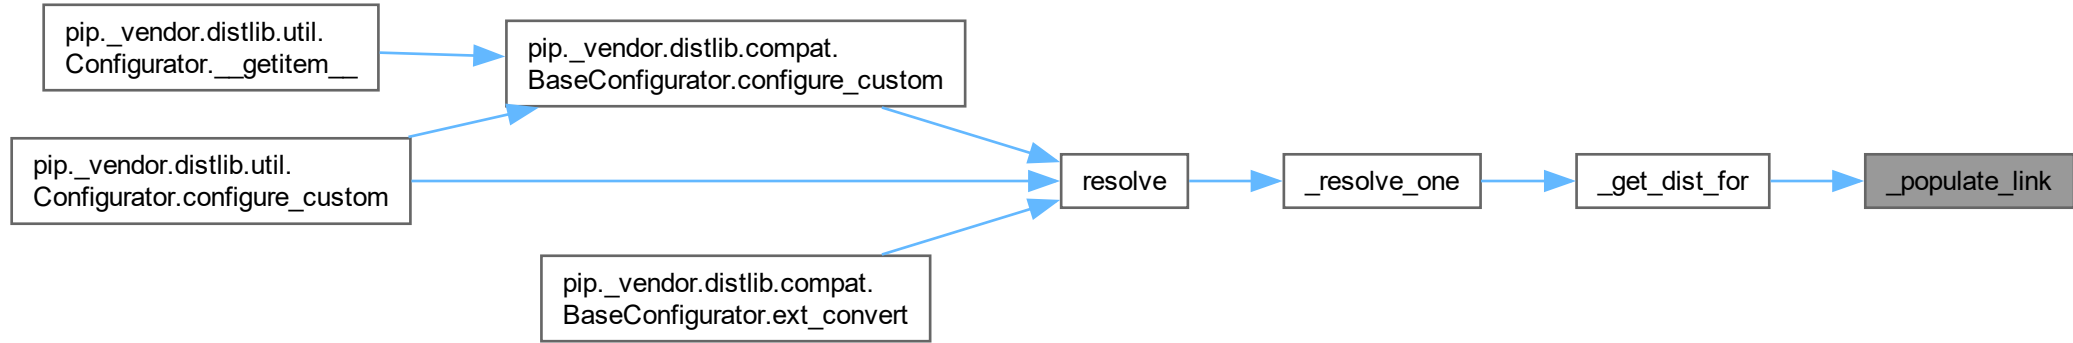 pip._vendor.distlib.util.
Configurator.__getitem__
pip._vendor.distlib.compat.
BaseConfigurator.configure_custom
pip._vendor.distlib.util.
Configurator.configure_custom
resolve
_resolve_one
_get_dist_for
_populate_link
pip._vendor.distlib.compat.
BaseConfigurator.ext_convert